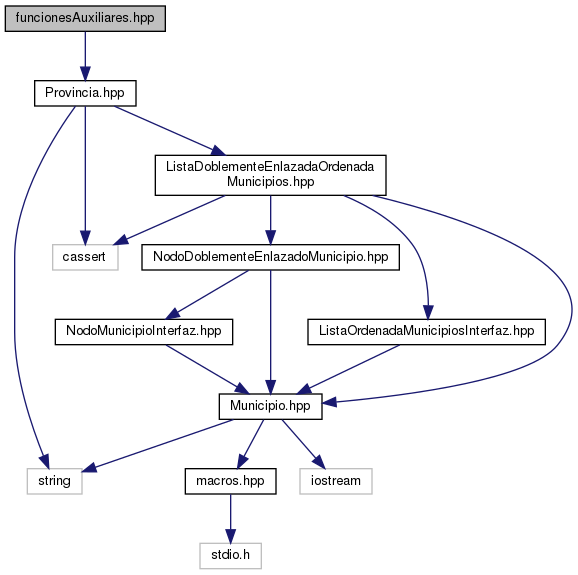 funcionesAuxiliares.hpp
Provincia.hpp
ListaDoblementeEnlazadaOrdenada
Municipios.hpp
cassert
NodoDoblementeEnlazadoMunicipio.hpp
NodoMunicipioInterfaz.hpp
ListaOrdenadaMunicipiosInterfaz.hpp
Municipio.hpp
string
macros.hpp
iostream
stdio.h